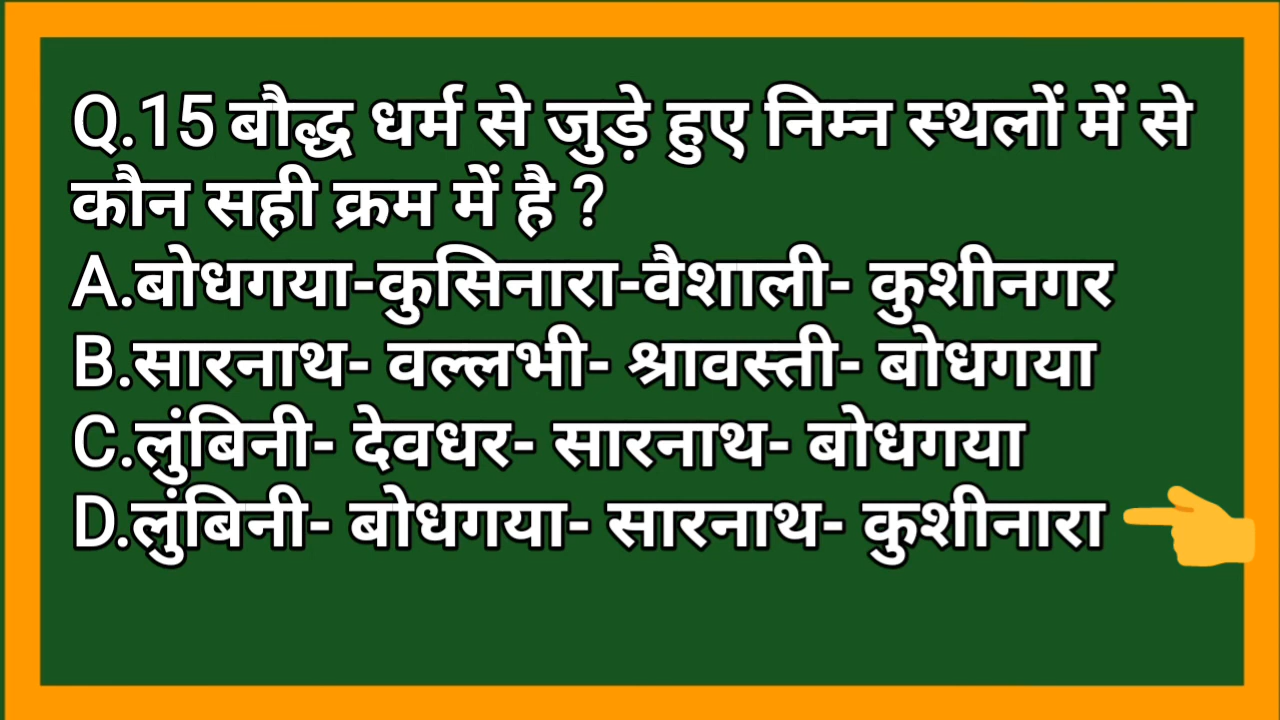 Q.15 बौद्ध धर्म से जुड़े हुए निम्न स्थलों में से
कौन सही क्रम में है ?
A.बोधगया-कुसिनारा-वैशाली- कुशीनगर
B.सारनाथ- वल्लभी- श्रावस्ती- बोधगया
C.लुंबिनी- देवधर- सारनाथ- बोधगया
D.लुंबिनी- बोधगया- सारनाथ- कुशीनारा